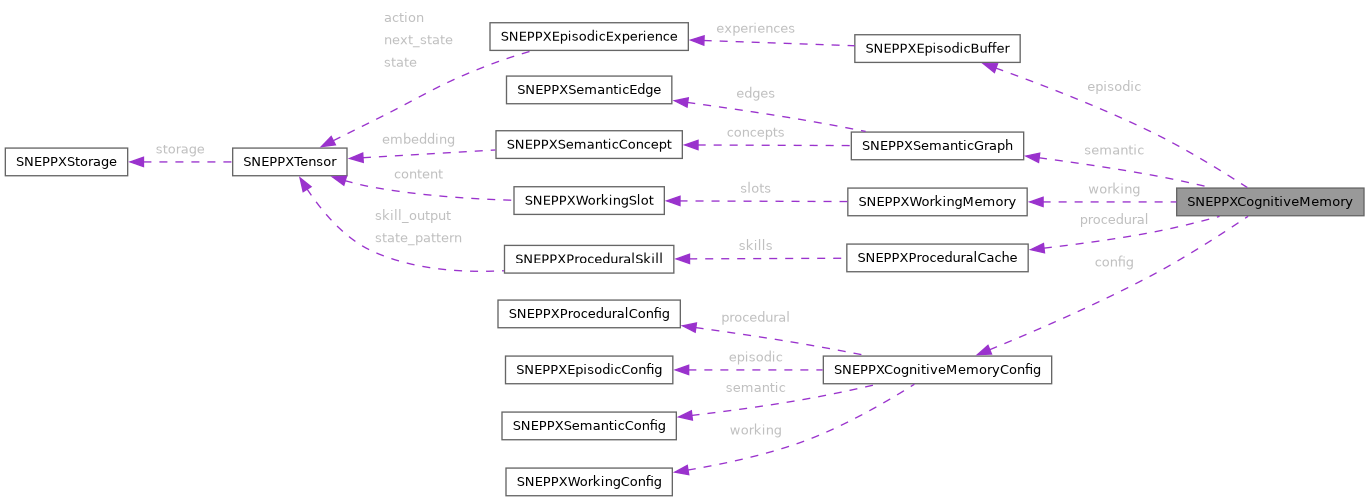 action
next_state
state
SNEPPXEpisodicExperience
experiences
SNEPPXEpisodicBuffer
SNEPPXSemanticEdge
edges
episodic
SNEPPXStorage
storage
SNEPPXTensor
embedding
SNEPPXSemanticConcept
concepts
SNEPPXSemanticGraph
semantic
content
SNEPPXWorkingSlot
slots
SNEPPXWorkingMemory
working
SNEPPXCognitiveMemory
skill_output
state_pattern
SNEPPXProceduralSkill
skills
SNEPPXProceduralCache
procedural
config
SNEPPXProceduralConfig
procedural
SNEPPXEpisodicConfig
episodic
SNEPPXCognitiveMemoryConfig
semantic
SNEPPXSemanticConfig
working
SNEPPXWorkingConfig